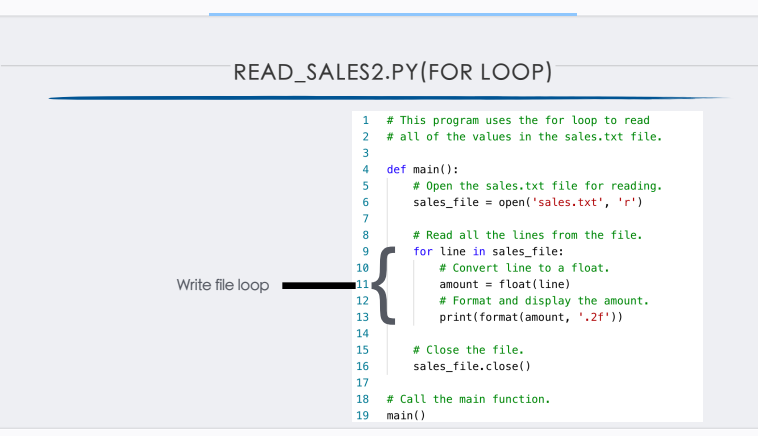 READ_SALES2.PY(FOR LOOP)
1 # This program uses the for loop to read
2 # all of the values in the sales.txt file.
3
4 def main():
5     # Open the sales.txt file for reading.
6     sales_file = open('sales.txt', 'r')
7
8     # Read all the lines from the file.
9     for line in sales_file:
10         # Convert line to a float.
Write file loop
11         amount = float(line)
12         # Format and display the amount.
13         print(format(amount, '.2f'))
14
15     # Close the file.
16     sales_file.close()
17
18 # Call the main function.
19 main()